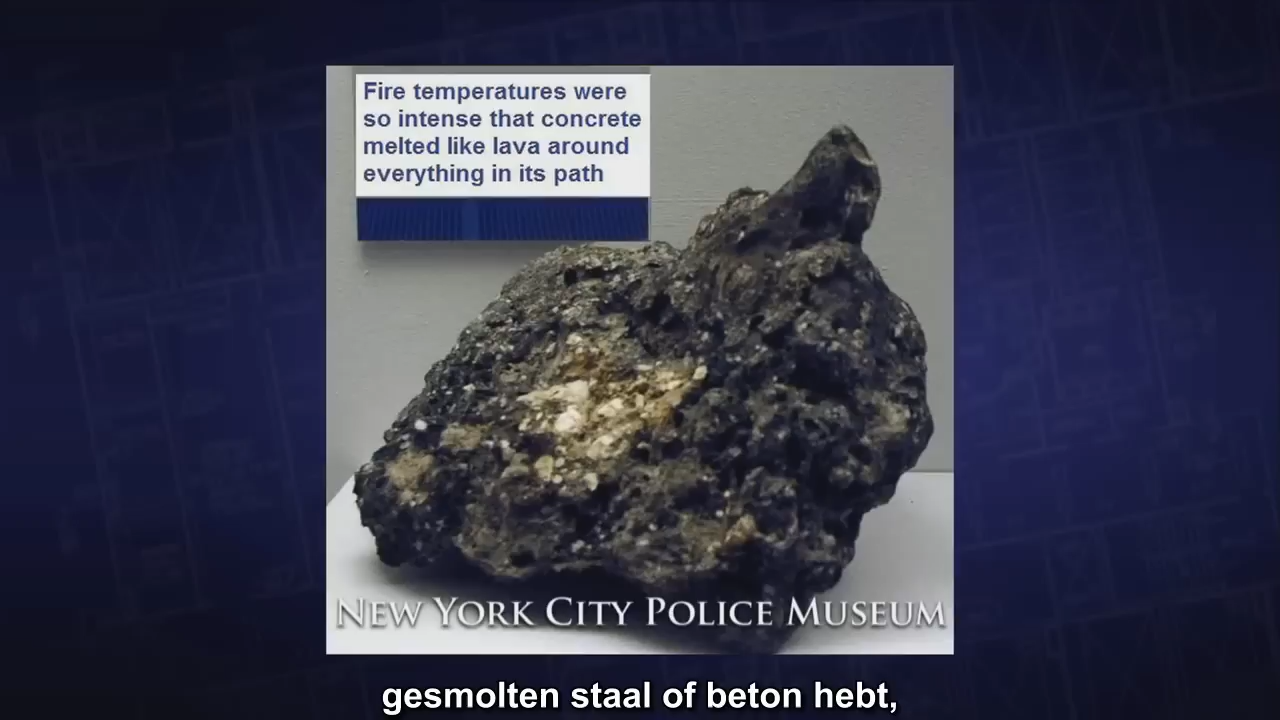 Fire temperatures were
so intense that concrete
melted like lava around
everything in its path
NEW YORK CITY POLICE MUSEUM
gesmolten staal of beton hebt,